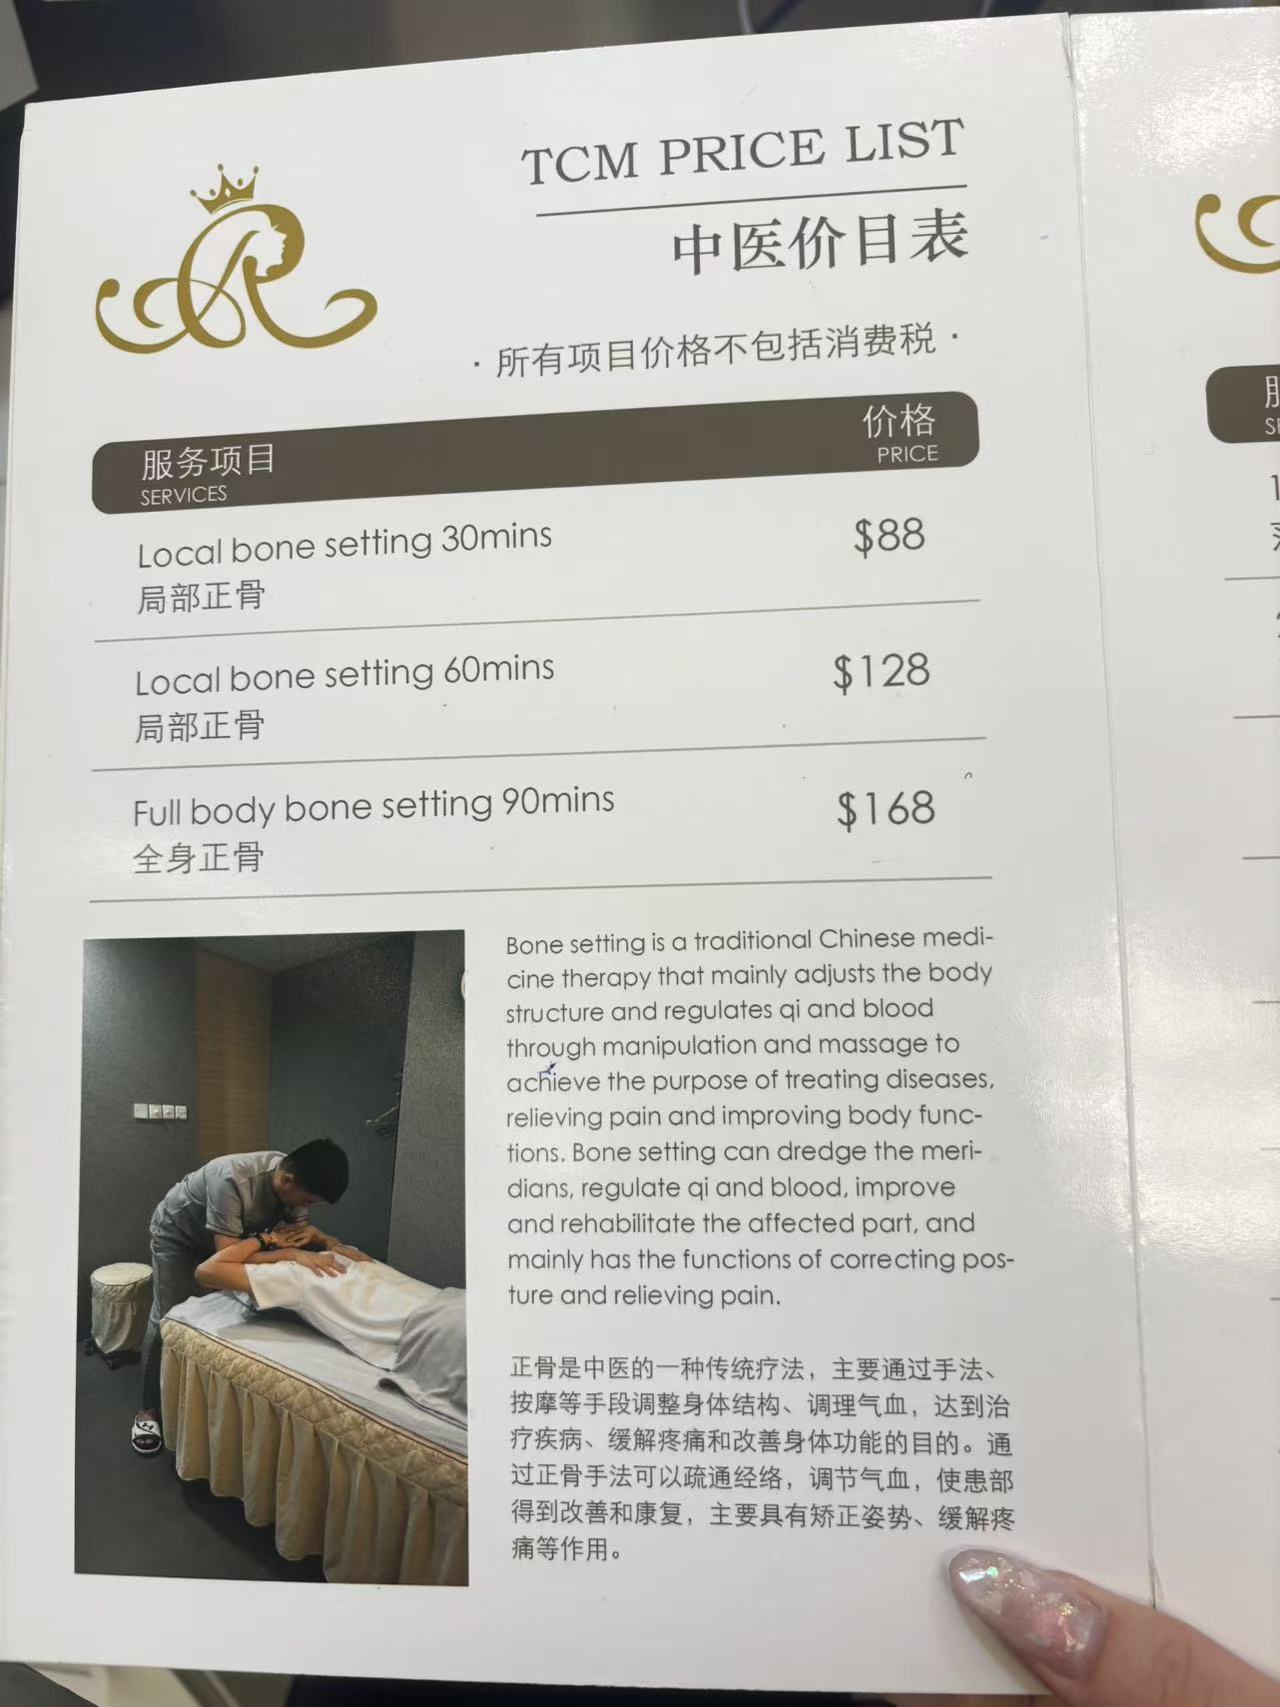 TCM PRICE LIST
中医价目表
· 所有项目价格不包括消费税 ·
服务项目
SERVICES
价格
PRICE
Local bone setting 30mins
$88
局部正骨
Local bone setting 60mins
$128
局部正骨
Full body bone setting 90mins
$168
全身正骨
Bone setting is a traditional Chinese medi-
cine therapy that mainly adjusts the body
structure and regulates qi and blood
through manipulation and massage to
achieve the purpose of treating diseases,
relieving pain and improving body func-
tions. Bone setting can dredge the meri-
dians, regulate qi and blood, improve
and rehabilitate the affected part, and
mainly has the functions of correcting pos-
ture and relieving pain.
正骨是中医的一种传统疗法，主要通过手法、
按摩等手段调整身体结构、调理气血，达到治
疗疾病、缓解疼痛和改善身体功能的目的。通
过正骨手法可以疏通经络，调节气血，使患部
得到改善和康复，主要具有矫正姿势、缓解疼
痛等作用。